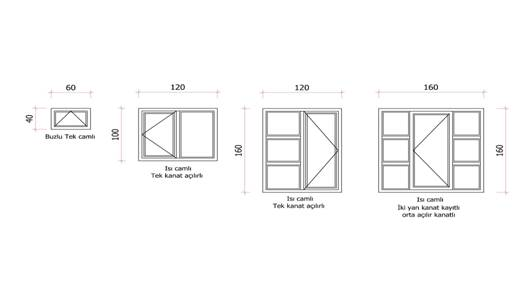 60
40
Buzlu Tek camlı
120
100
Isı camlı
Tek kanat açılırlı
120
160
Isı camlı
Tek kanat açılırlı
160
160
Isı camlı
İki yan kanat kayıtlı
orta açılır kanatlı